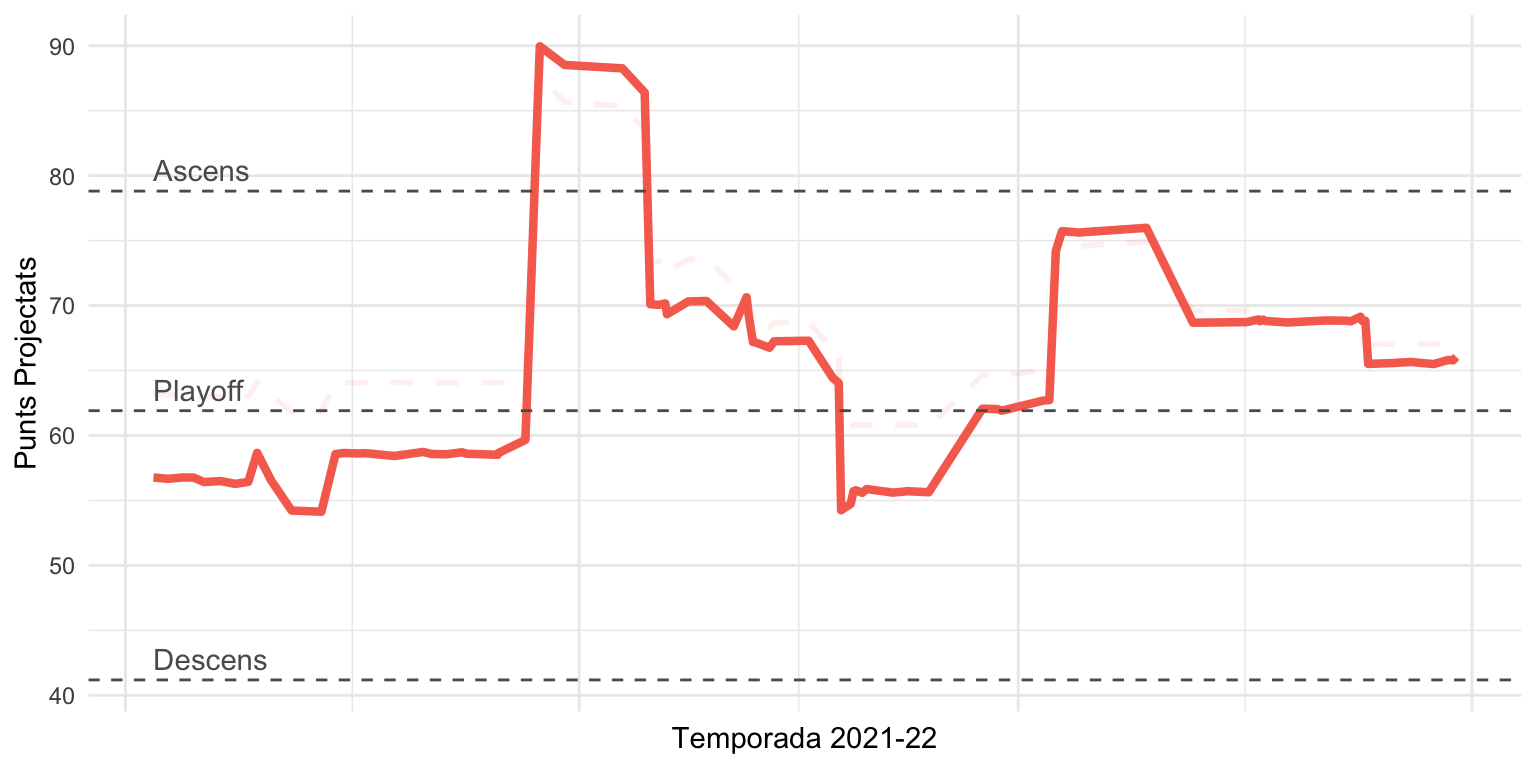 90
80
70
60
50
40
Punts Projectats
Ascens
Playoff
Descens
Temporada 2021-22